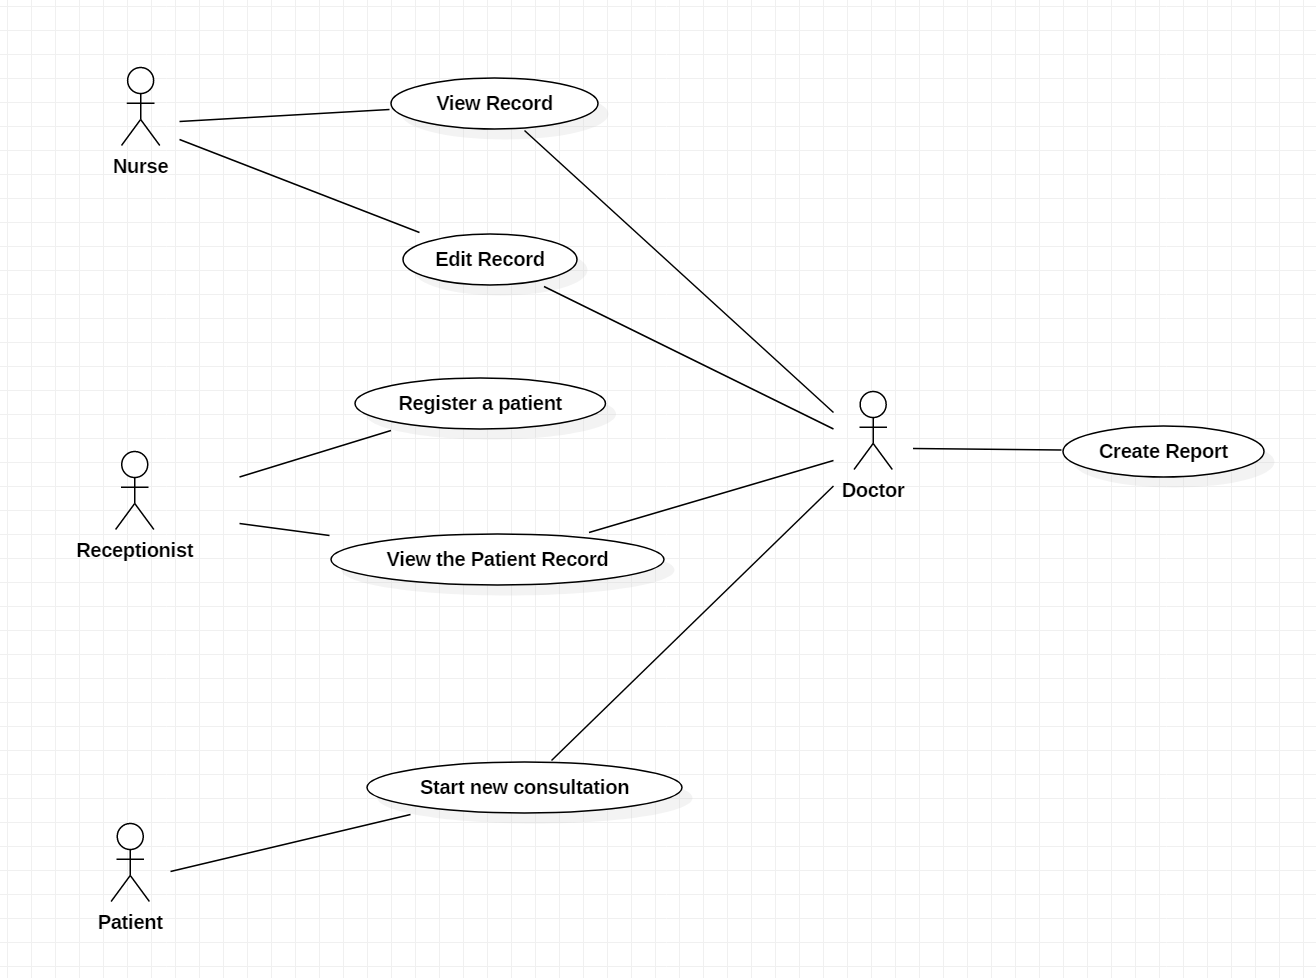 View Record
Nurse
Edit Record
Register a patient
Create Report
Doctor
Receptionist
View the Patient Record
Start new consultation
Patient